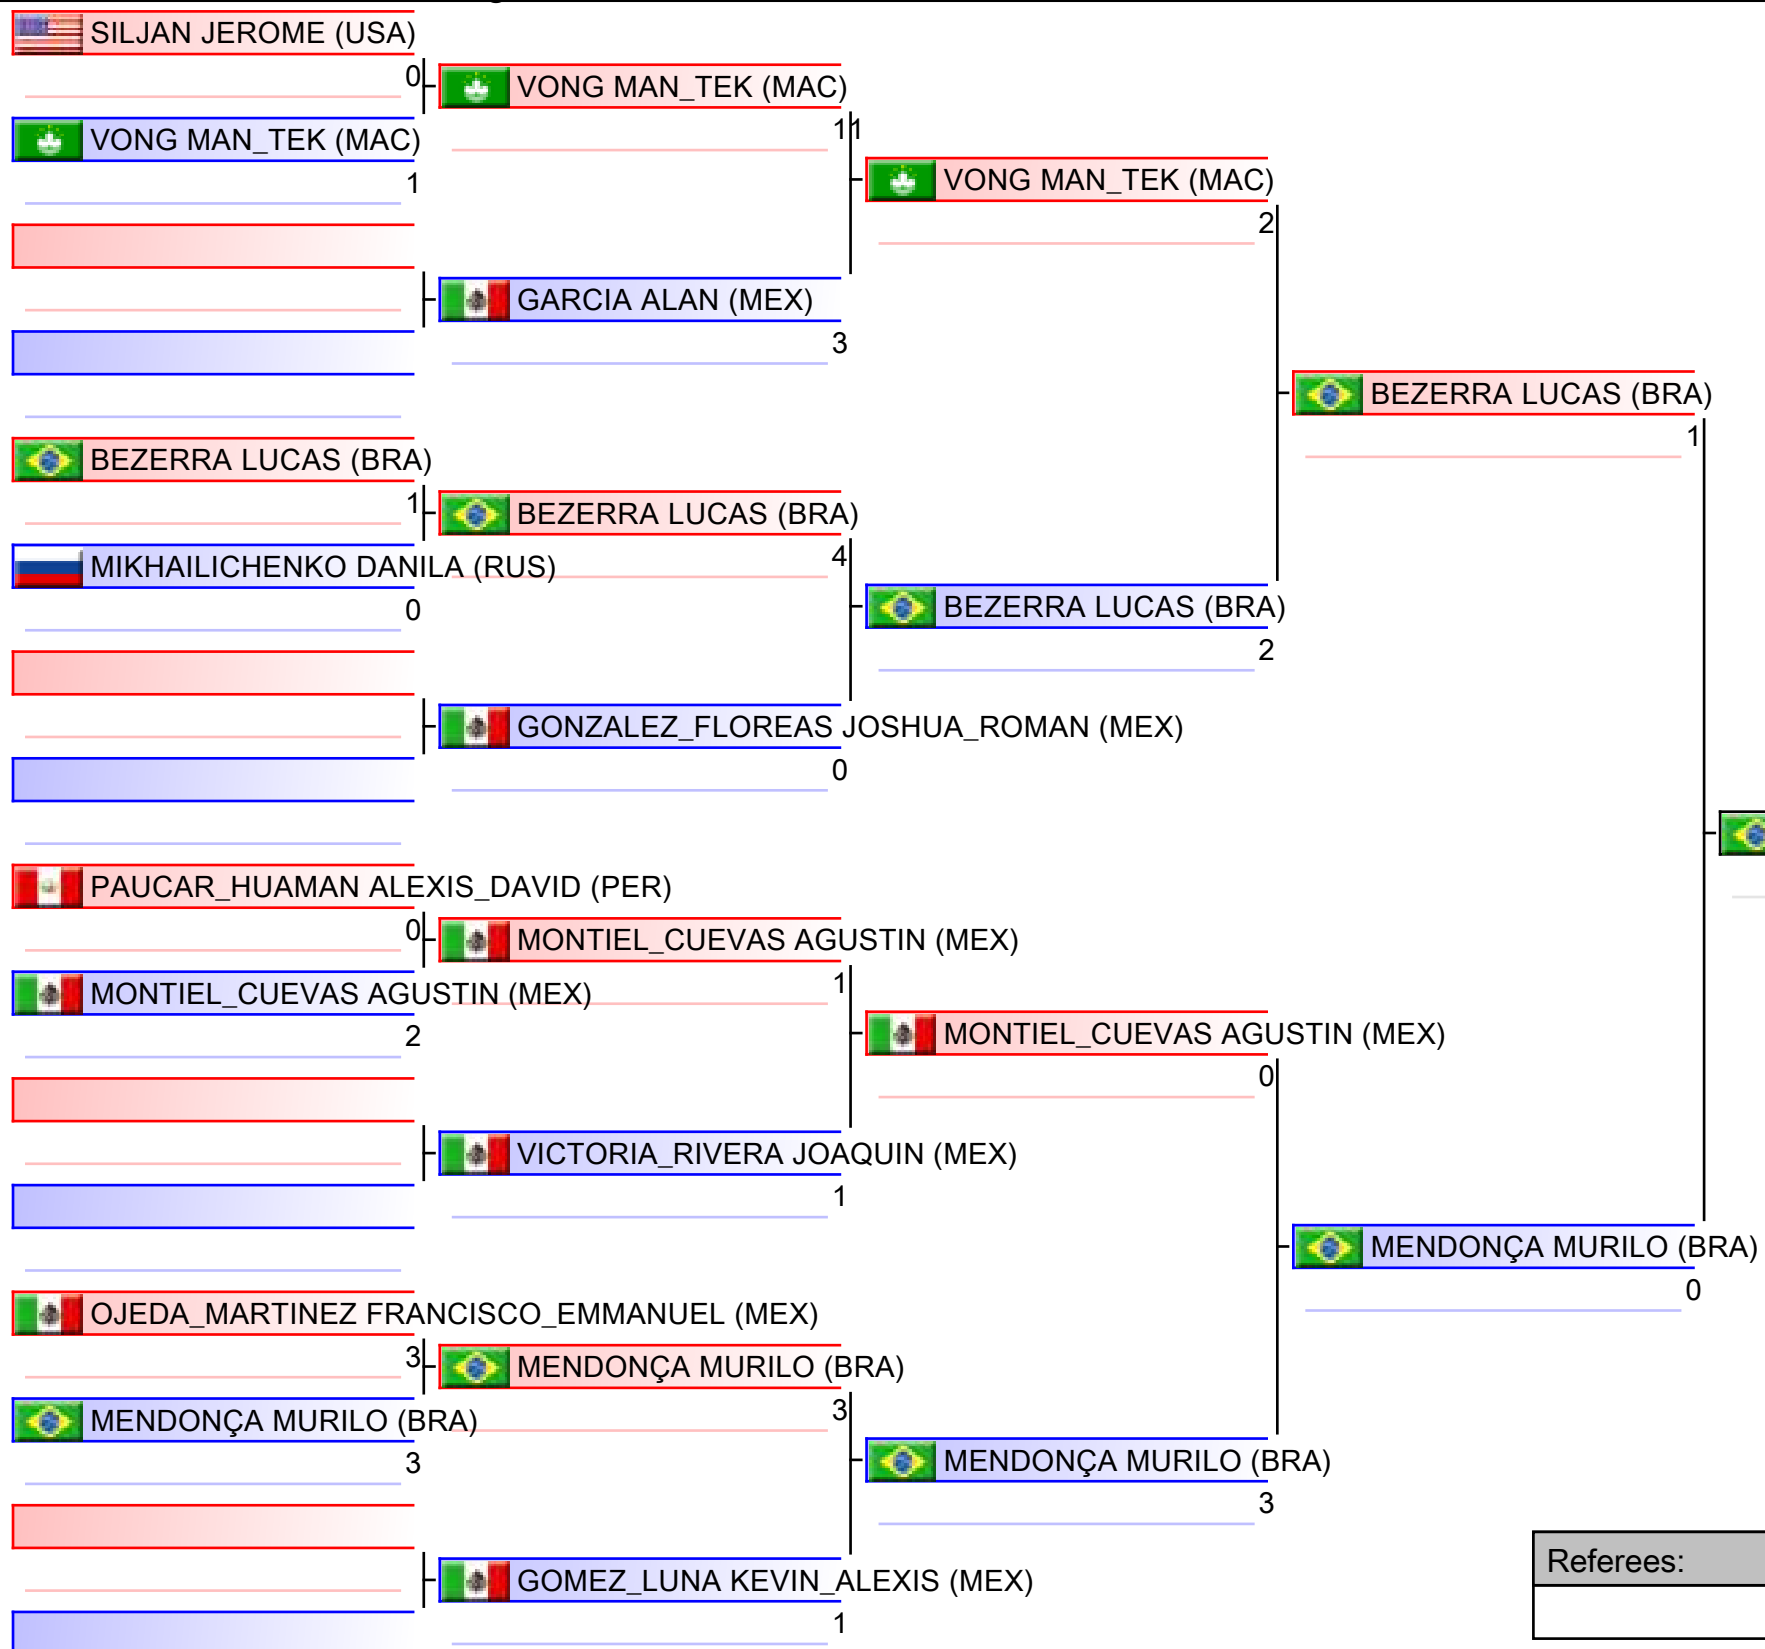 SILJAN JEROME (USA)
0
VONG MAN_TEK (MAC)
1
BEZERRA LUCAS (BRA)
1
MIKHAILICHENKO DANILA (RUS)
0
PAUCAR_HUAMAN ALEXIS_DAVID (PER)
0
MONTIEL_CUEVAS AGUSTIN (MEX)
2
OJEDA_MARTINEZ FRANCISCO_EMMANUEL (MEX)
3
MENDONÇA MURILO (BRA)
3
VONG MAN_TEK (MAC)
11
GARCIA ALAN (MEX)
3
BEZERRA LUCAS (BRA)
4
GONZALEZ_FLOREAS JOSHUA_ROMAN (MEX)
0
MONTIEL_CUEVAS AGUSTIN (MEX)
1
VICTORIA_RIVERA JOAQUIN (MEX)
1
MENDONÇA MURILO (BRA)
3
GOMEZ_LUNA KEVIN_ALEXIS (MEX)
1
VONG MAN_TEK (MAC)
2
BEZERRA LUCAS (BRA)
2
MONTIEL_CUEVAS AGUSTIN (MEX)
0
MENDONÇA MURILO (BRA)
3
BEZERRA LUCAS (BRA)
1
MENDONÇA MURILO (BRA)
0
Referees: